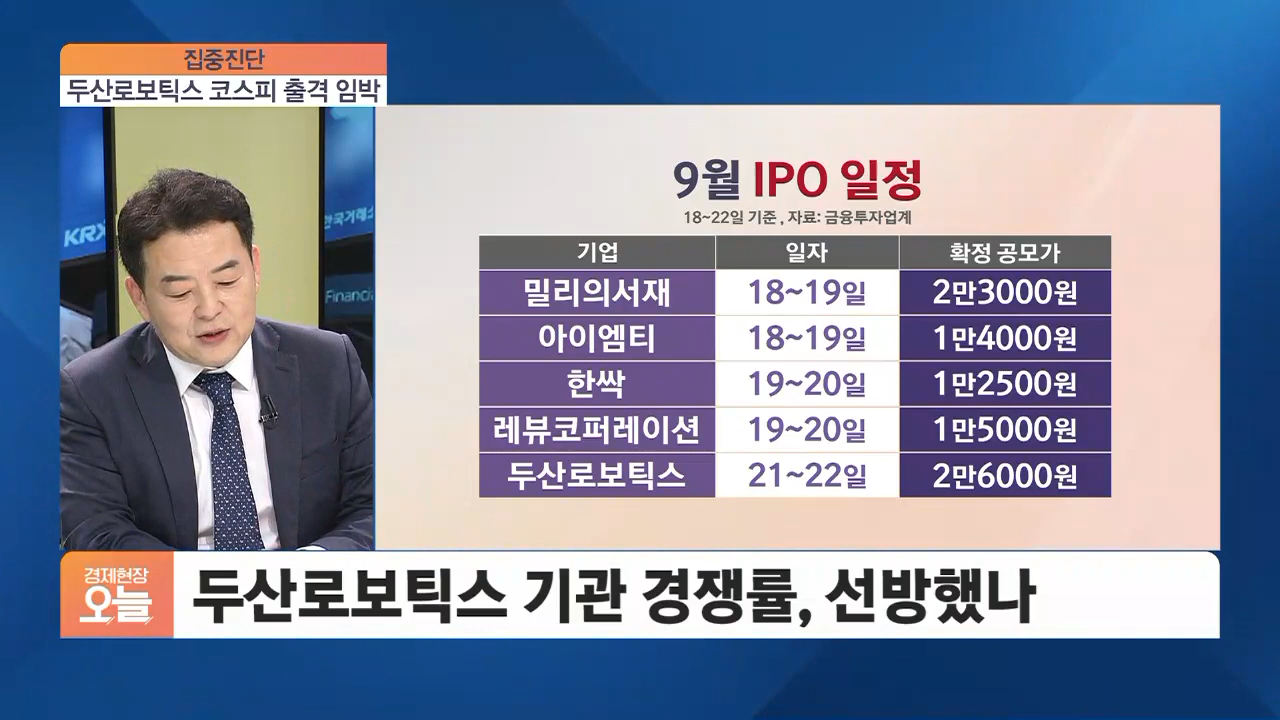 집중진단
두산로보틱스 코스피 출격 임박
KRX
한국거래소
Financial
9월 IPO 일정
18~22일 기준, 자료: 금융투자업계
기업 일자 확정 공모가
밀리의서재 18~19일 2만3000원
아이엠티 18~19일 1만4000원
한싹 19~20일 1만2500원
레뷰코퍼레이션 19~20일 1만5000원
두산로보틱스 21~22일 2만6000원
경제현장
오늘
두산로보틱스 기관 경쟁률, 선방했나